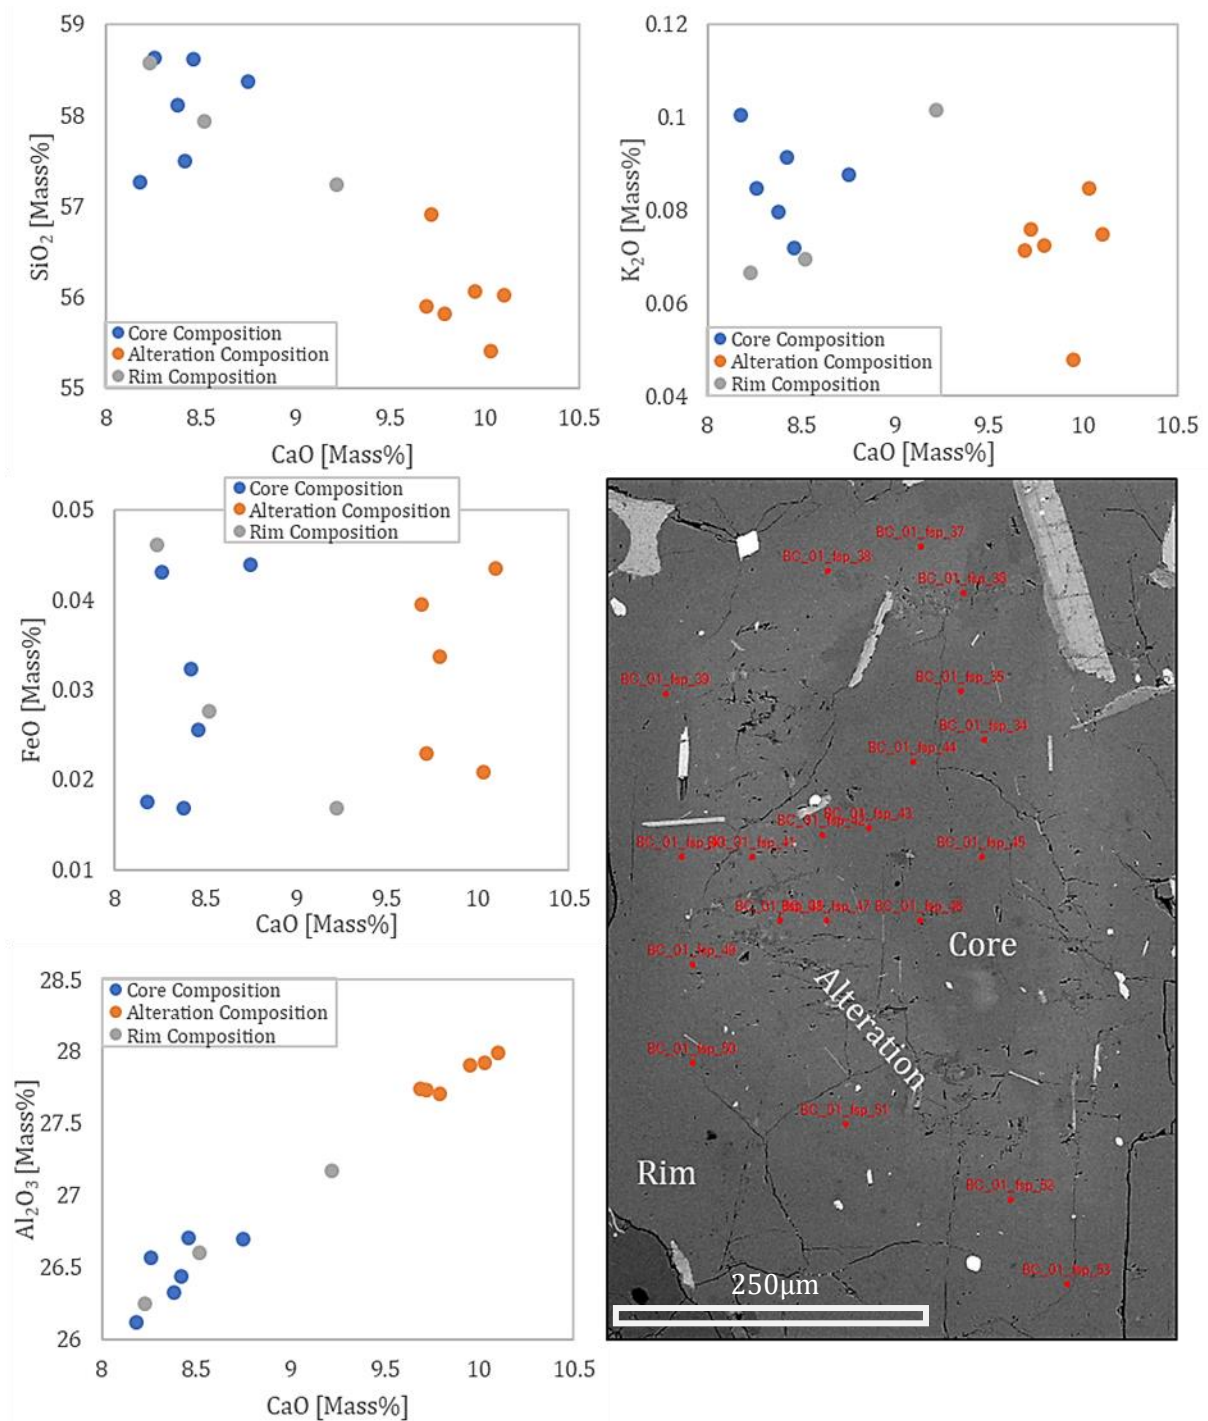 59
58
57
56
55
SiO2 [Mass%]
Core Composition
Alteration Composition
Rim Composition
8 8.5 9 9.5 10 10.5
CaO [Mass%]
0.12
0.1
0.08
0.06
0.04
K2O [Mass%]
Core Composition
Alteration Composition
Rim Composition
8 8.5 9 9.5 10 10.5
CaO [Mass%]
Core Composition
Alteration Composition
Rim Composition
0.05
0.04
0.03
0.02
0.01
FeO [Mass%]
8 8.5 9 9.5 10 10.5
CaO [Mass%]
28.5
28
27.5
27
26.5
26
Al2O3 [Mass%]
Core Composition
Alteration Composition
Rim Composition
8 8.5 9 9.5 10 10.5
CaO [Mass%]
BC_01_fsp_37
BC_01_fsp_38
BC_01_fsp_39
BC_01_fsp_35
BC_01_fsp_34
BC_01_fsp_44
BC_01_fsp_43
BC_01_fsp_45
BC_01_fsp_47
BC_01_fsp_46
BC_01_fsp_49
Core
Alteration
BC_01_fsp_50
BC_01_fsp_51
Rim
BC_01_fsp_52
BC_01_fsp_53
250µm